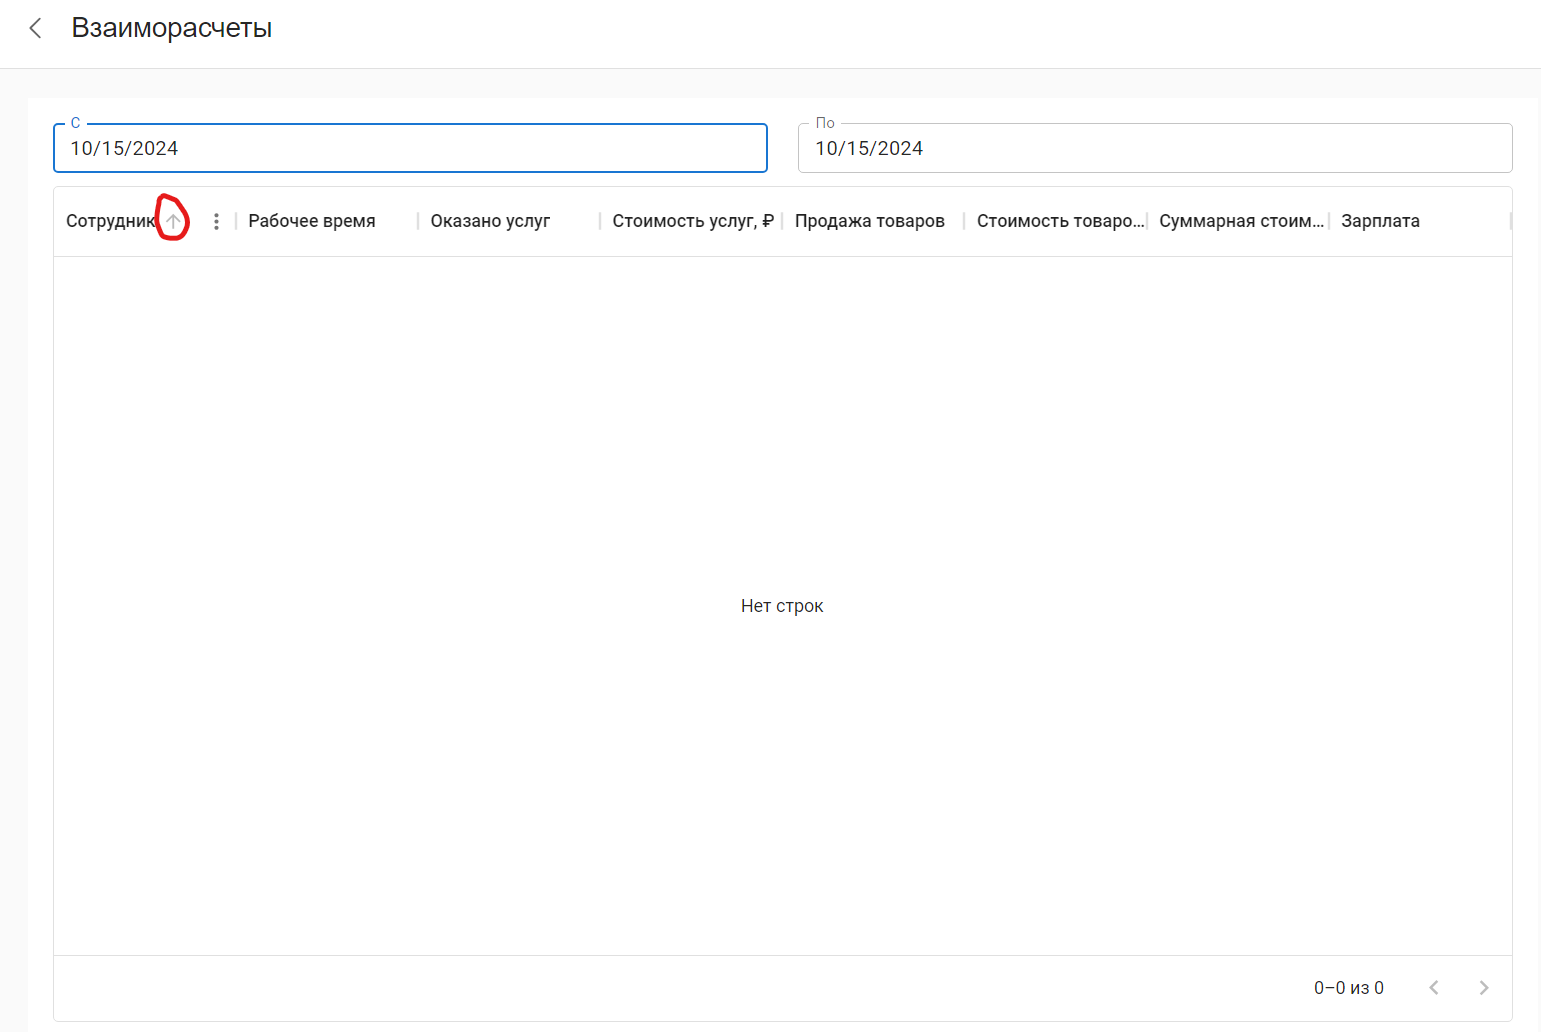 Взаиморасчеты
С
По
10/15/2024
10/15/2024
Сотрудник Рабочее время Оказано услуг Стоимость услуг, ₽ Продажа товаров Стоимость товаро... Суммарная стоим... Зарплата
Нет строк
0–0 из 0